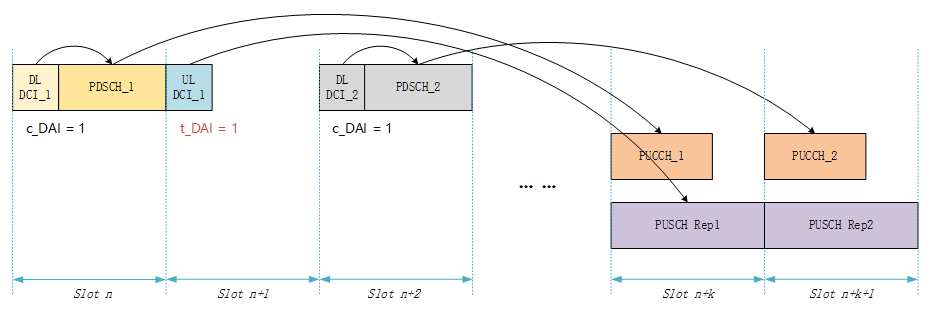 DL
DCI_1
PDSCH_1
UL
DCI_1
DL
DCI_2
PDSCH_2
c_DAI = 1
t_DAI = 1
c_DAI = 1
PUCCH_1
PUCCH_2
... ...
PUSCH Rep1
PUSCH Rep2
Slot n
Slot n+1
Slot n+2
Slot n+k
Slot n+k+1